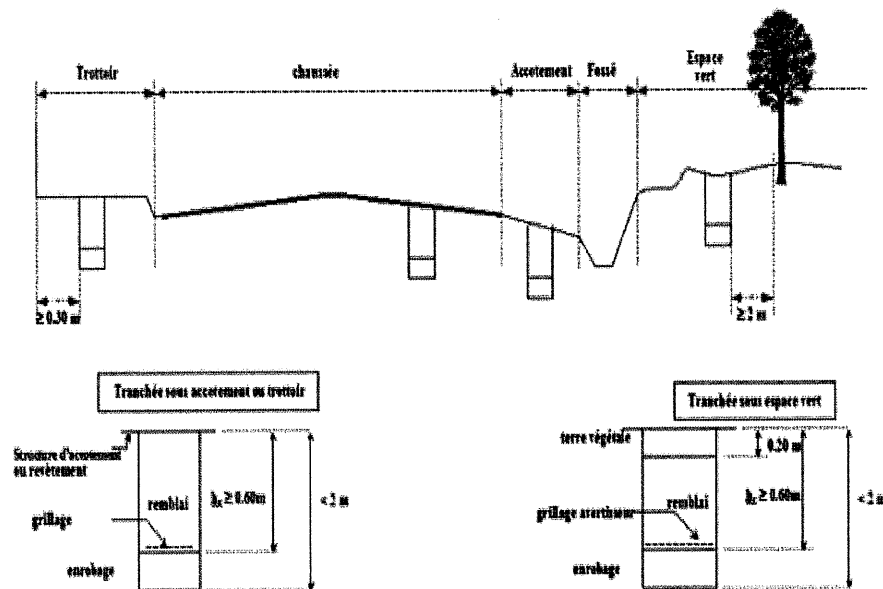 Trottoir
chaussée
Accotement
Fossé
Espace
vert
≥ 0.30 m
≥ 2 m
Tranchée sous accotement ou trottoir
Structure d'accotement
ou revêtement
remblai
grillage
enrobage
≥ 0.60m
< 2 m
Tranchée sous espace vert
terre végétale
0.20 m
remblai
grillage avertisseur
enrobage
≥ 0.60m
< 2 m